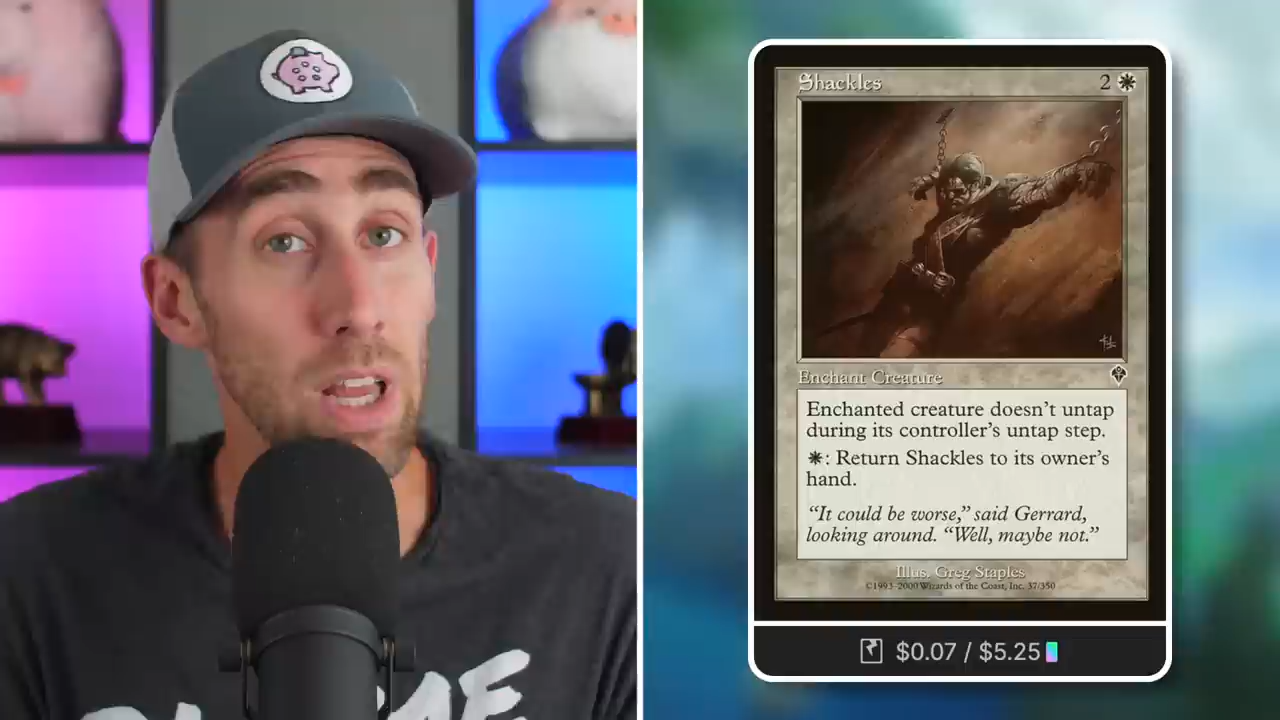 Shackles 2
Enchant Creature
Enchanted creature doesn't untap
during its controller's untap step.
: Return Shackles to its owner's
hand.
"It could be worse," said Gerrard,
looking around. "Well, maybe not."
Illus. Greg Staples
©1993-2000 Wizards of the Coast, Inc. 37/350
$0.07 / $5.25